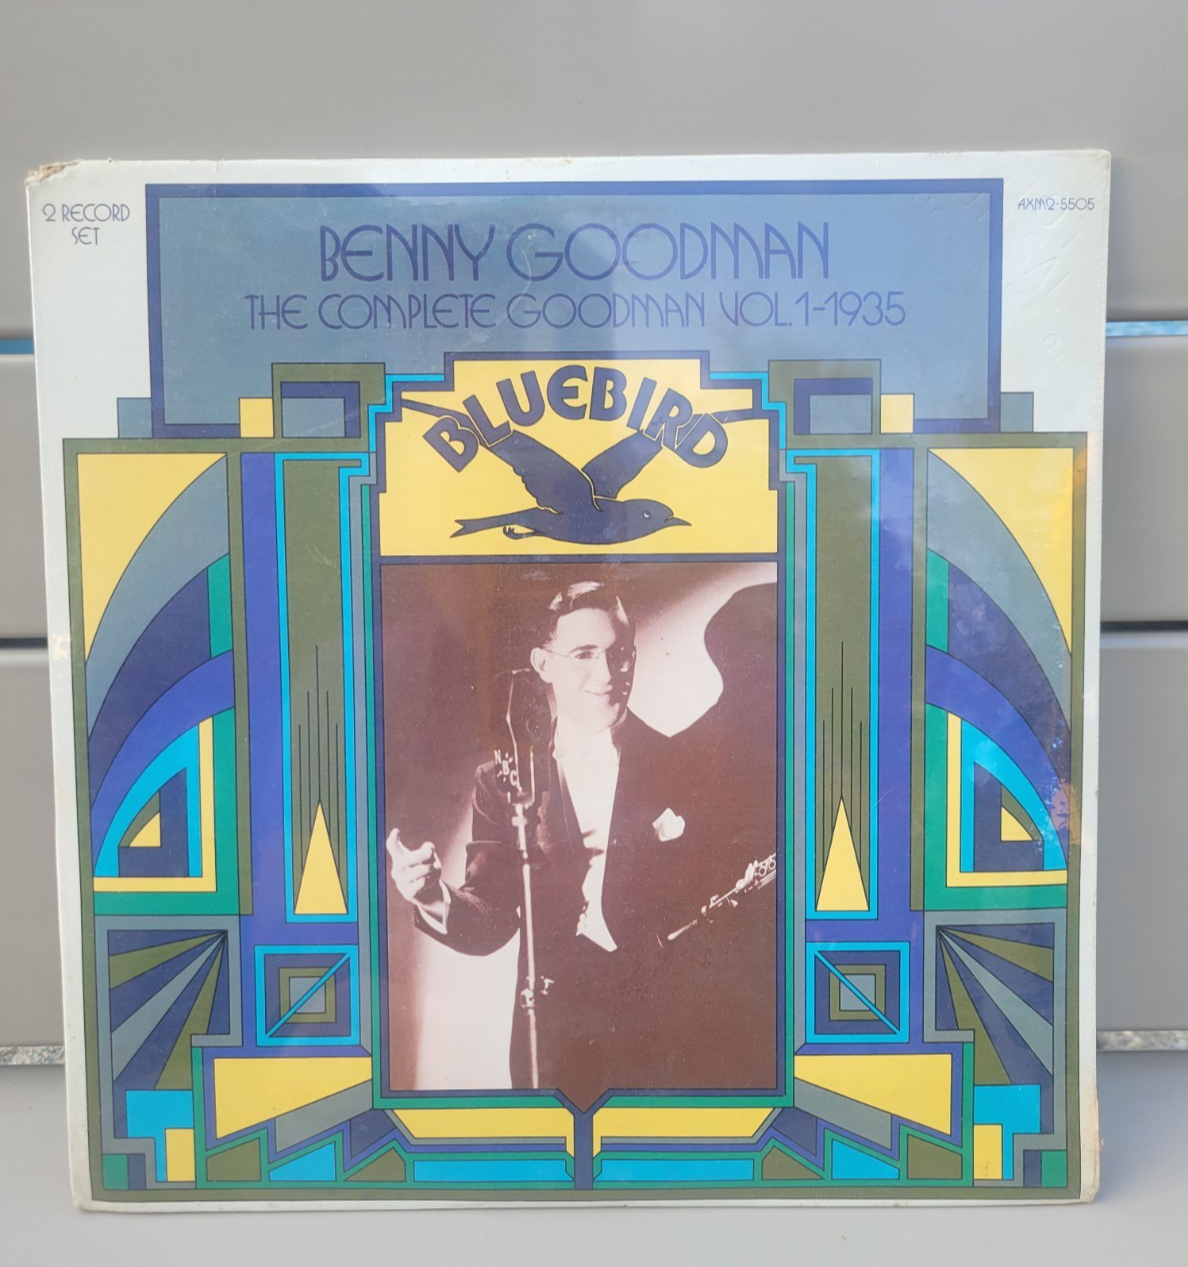 2 RECORD
SET
AXM2-5505
BENNY GOODMAN
THE COMPLETE GOODMAN VOL.1-1935
BLUEBIRD
NBC